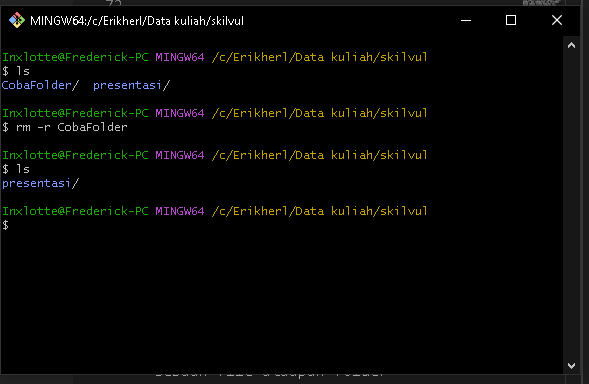 MINGW64:/c/Erikherl/Data kuliah/skilvul
Inxlotte@Frederick-PC MINGW64 /c/Erikherl/Data kuliah/skilvul
$ ls
CobaFolder/  presentasi/
Inxlotte@Frederick-PC MINGW64 /c/Erikherl/Data kuliah/skilvul
$ rm -r CobaFolder
Inxlotte@Frederick-PC MINGW64 /c/Erikherl/Data kuliah/skilvul
$ ls
presentasi/
Inxlotte@Frederick-PC MINGW64 /c/Erikherl/Data kuliah/skilvul
$